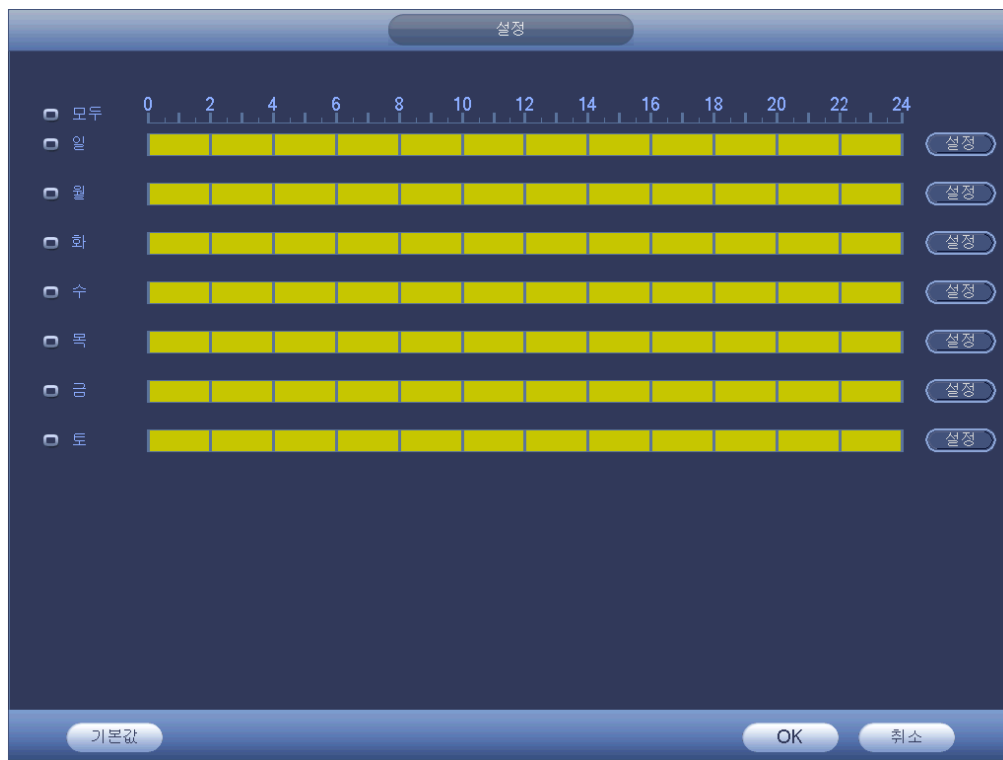 설정
모두 0 2 4 6 8 10 12 14 16 18 20 22 24
일 설정
월 설정
화 설정
수 설정
목 설정
금 설정
토 설정
기본값 OK 취소